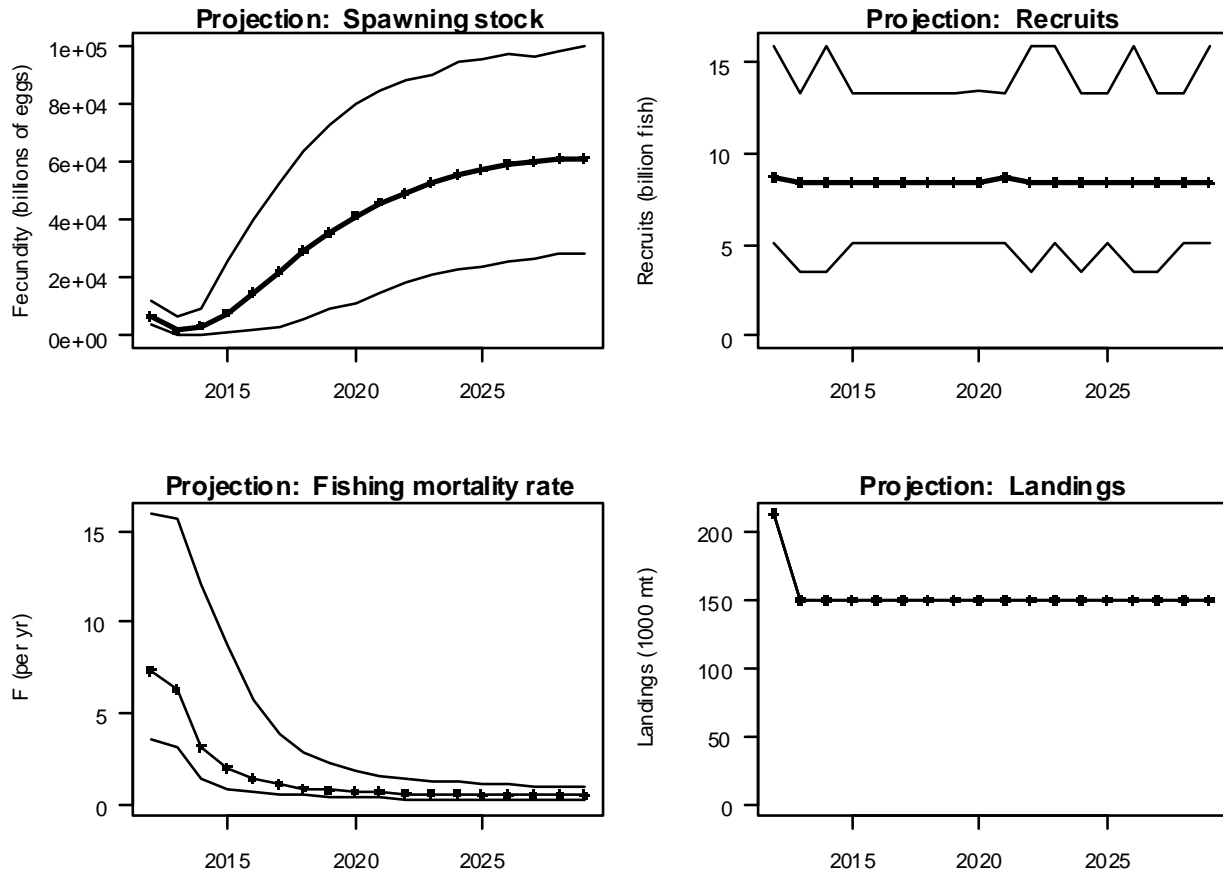 Projection: Spawning stock
Fecundity (billions of eggs)
1e+05
8e+04
6e+04
4e+04
2e+04
0e+00
2015 2020 2025
Projection: Recruits
Recruits (billion fish)
15
10
5
0
2015 2020 2025
Projection: Fishing mortality rate
F (per yr)
15
10
5
0
2015 2020 2025
Projection: Landings
Landings (1000 mt)
200
150
100
50
0
2015 2020 2025